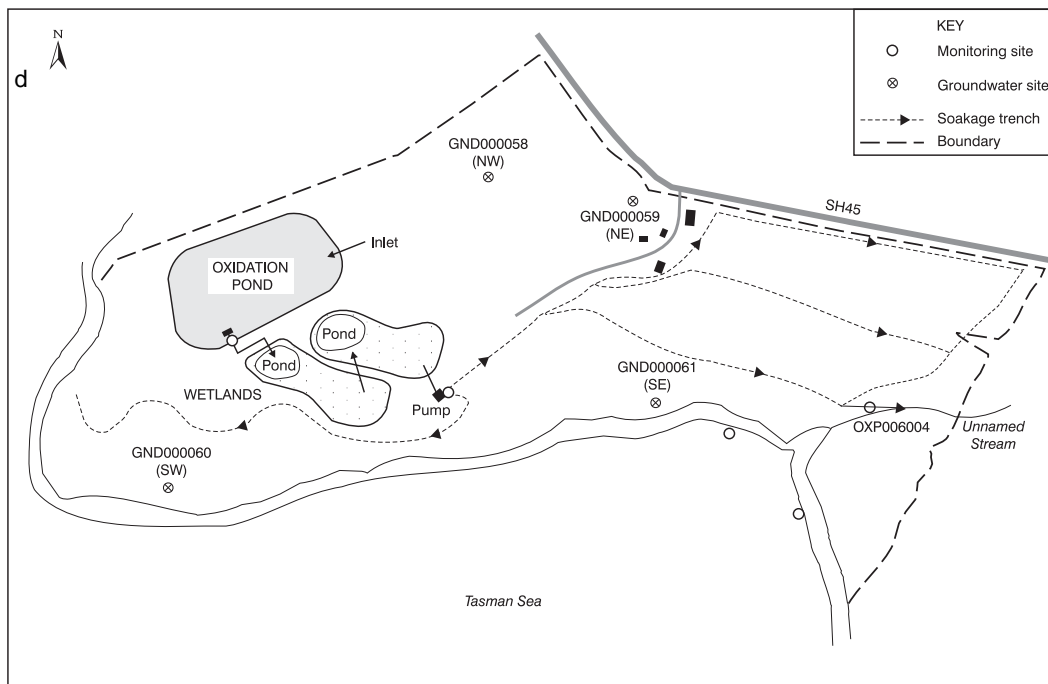 N
d
KEY
Monitoring site
Groundwater site
Soakage trench
Boundary
GND000058
(NW)
SH45
GND000059
(NE)
Inlet
OXIDATION
POND
Pond
Pond
GND000061
(SE)
WETLANDS
Pump
OXP006004
Unnamed
Stream
GND000060
(SW)
Tasman Sea